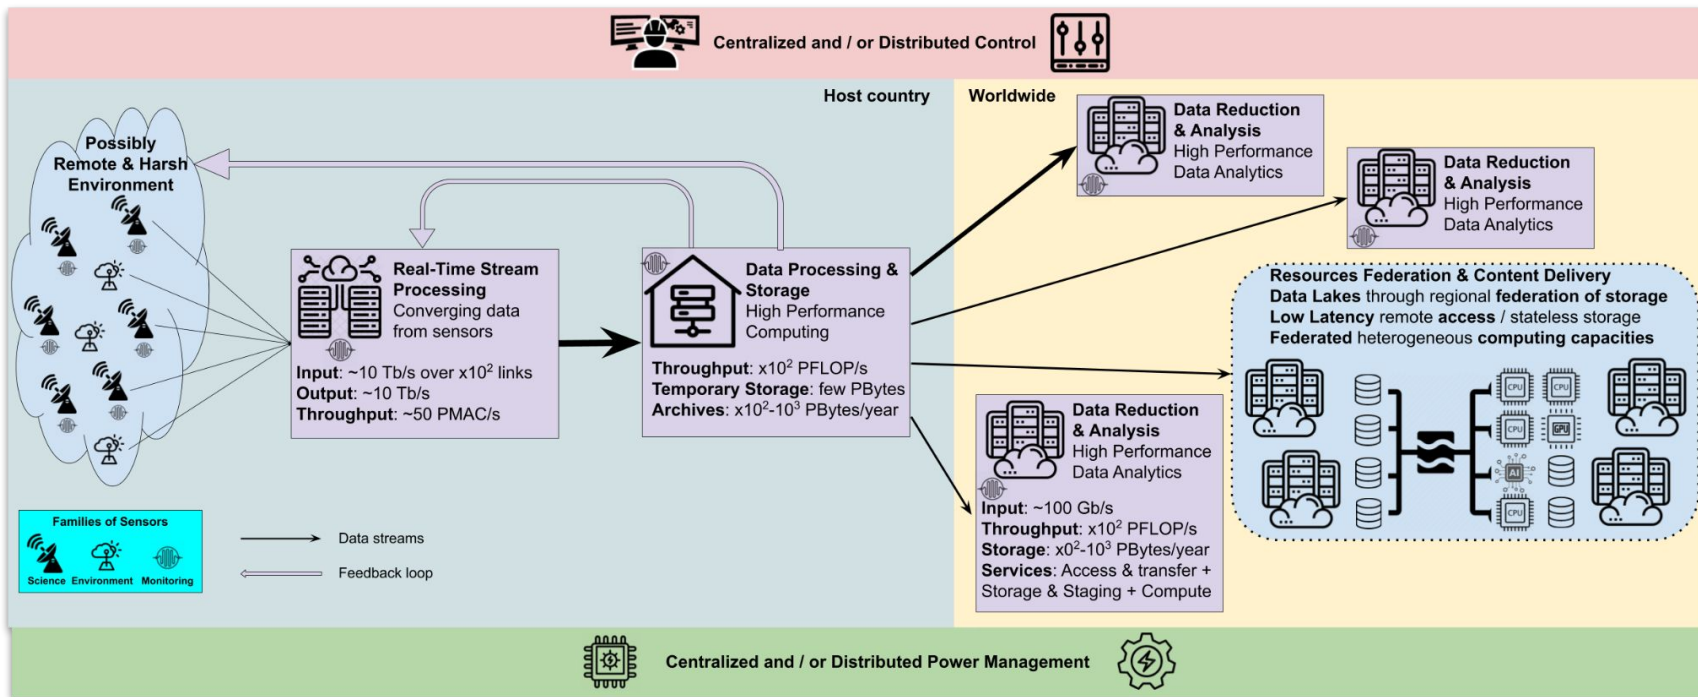 Centralized and / or Distributed Control
Host country
Worldwide
Possibly
Remote & Harsh
Environment
Real-Time Stream
Processing
Converging data
from sensors
Input: ~10 Tb/s over x10² links
Output: ~10 Tb/s
Throughput: ~50 PMAC/s
Data Processing &
Storage
High Performance
Computing
Throughput: x10² PFLOP/s
Temporary Storage: few PBytes
Archives: x10²-10³ PBytes/year
Data Reduction
& Analysis
High Performance
Data Analytics
Data Reduction
& Analysis
High Performance
Data Analytics
Resources Federation & Content Delivery
Data Lakes through regional federation of storage
Low Latency remote access / stateless storage
Federated heterogeneous computing capacities
CPU
CPU
CPU
GPU
AI
CPU
Data Reduction
& Analysis
High Performance
Data Analytics
Input: ~100 Gb/s
Throughput: x10² PFLOP/s
Storage: x0²-10³ PBytes/year
Services: Access & transfer +
Storage & Staging + Compute
Families of Sensors
Science Environment Monitoring
Data streams
Feedback loop
Centralized and / or Distributed Power Management